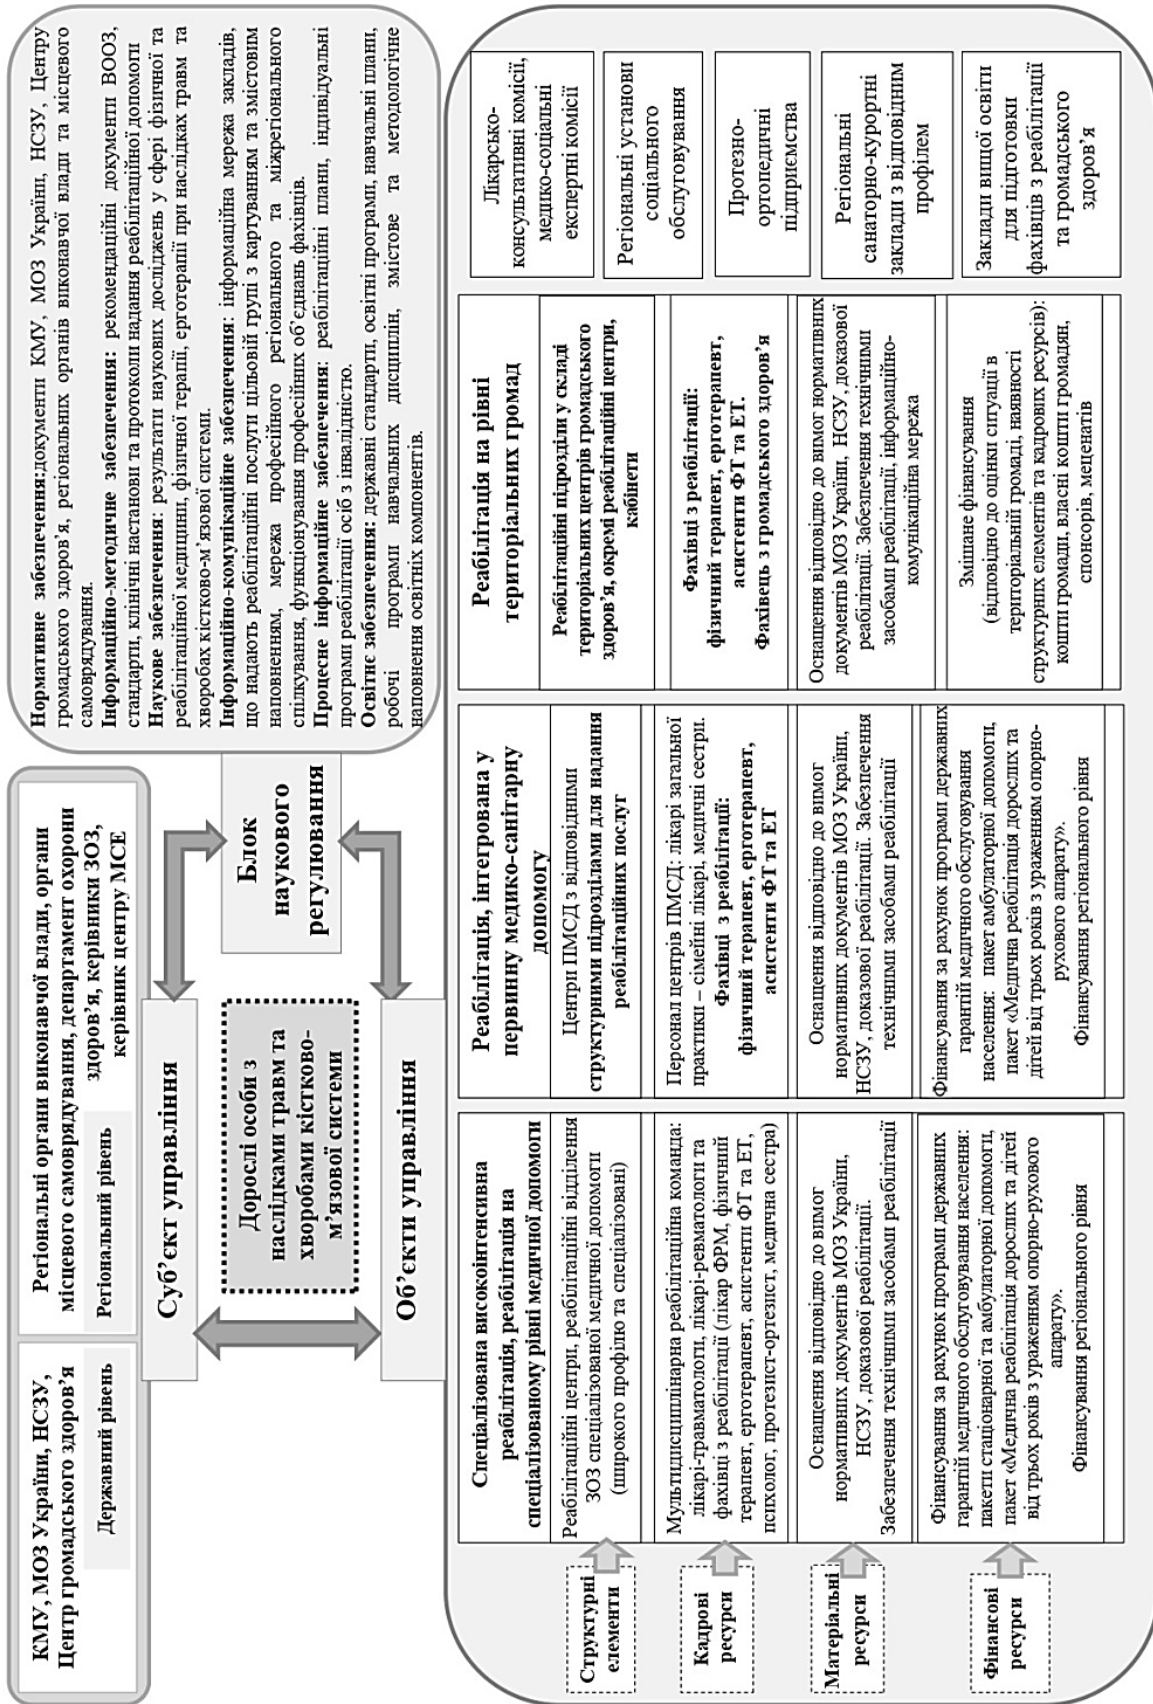 КМУ, МОЗ України, НСЗУ,
Центр громадського здоров’я
Державний рівень
Регіональні органи виконавчої влади, органи
місцевого самоврядування, департамент охорони
здоров’я, керівники ЗОЗ,
керівник центру МСЕ
Регіональний рівень
Суб’єкт управління
Дорослі особи з
наслідками травм та
хворобами кістково-
м’язової системи
Об’єкти управління
Блок
наукового
регулювання
Нормативне забезпечення:документи КМУ, МОЗ України, НСЗУ, Центру
громадського здоров’я, регіональних органів виконавчої влади та місцевого
самоврядування.
Інформаційно-методичне забезпечення: рекомендаційні документи ВООЗ,
стандарти, клінічні настанови та протоколи надання реабілітаційної допомоги
Наукове забезпечення: результати наукових досліджень у сфері фізичної та
реабілітаційної медицини, фізичної терапії, ерготерапії при наслідках травм та
хворобах кістково-м’язової системи.
Інформаційно-комунікаційне забезпечення: інформаційна мережа закладів,
що надають реабілітаційні послуги цільовій групі з картуванням та змістовим
наповненням, мережа професійного регіонального та міжрегіонального
спілкування, функціонування професійних об’єднань фахівців.
Процесне інформаційне забезпечення: реабілітаційні плани, індивідуальні
програми реабілітації осіб з інвалідністю.
Освітнє забезпечення: державні стандарти, освітні програми, навчальні плани,
робочі програми навчальних дисциплін, змістове та методологічне
наповнення освітніх компонентів.
Спеціалізована високоінтенсивна
реабілітація, реабілітація на
спеціалізованому рівні медичної допомоги
Реабілітація, інтегрована у
первинну медико-санітарну
допомогу
Реабілітація на рівні
територіальних громад
Структурні
елементи
Реабілітаційні центри, реабілітаційні відділення
ЗОЗ спеціалізованої медичної допомоги
(широкого профілю та спеціалізовані)
Центри ПМСД з відповідними
структурними підрозділами для надання
реабілітаційних послуг
Реабілітаційні підрозділи у складі
територіальних центрів громадського
здоров’я, окремі реабілітаційні центри,
кабінети
Кадрові
ресурси
Мультидисциплінарна реабілітаційна команда:
лікарі-травматологи, лікарі-ревматологи та
фахівці з реабілітації (лікар ФРМ, фізичний
терапевт, ерготерапевт, асистенти ФТ та ЕТ,
психолог, протезист-ортезист, медична сестра)
Персонал центрів ПМСД: лікарі загальної
практики – сімейні лікарі, медичні сестри.
Фахівці з реабілітації:
фізичний терапевт, ерготерапевт,
асистенти ФТ та ЕТ
Фахівці з реабілітації:
фізичний терапевт, ерготерапевт,
асистенти ФТ та ЕТ.
Фахівець з громадського здоров’я
Матеріальні
ресурси
Оснащення відповідно до вимог
нормативних документів МОЗ України,
НСЗУ, доказової реабілітації.
Забезпечення технічними засобами реабілітації
Оснащення відповідно до вимог
нормативних документів МОЗ України,
НСЗУ, доказової реабілітації. Забезпечення
технічними засобами реабілітації
Оснащення відповідно до вимог нормативних
документів МОЗ України, НСЗУ, доказової
реабілітації. Забезпечення технічними
засобами реабілітації, інформаційно-
комунікаційна мережа
Фінансові
ресурси
Фінансування за рахунок програми державних
гарантій медичного обслуговування населення:
пакети стаціонарної та амбулаторної допомоги,
пакет «Медична реабілітація дорослих та дітей
від трьох років з ураженням опорно-рухового
апарату».
Фінансування регіонального рівня
Фінансування за рахунок програми державних
гарантій медичного обслуговування
населення: пакет амбулаторної допомоги,
пакет «Медична реабілітація дорослих та
дітей від трьох років з ураженням опорно-
рухового апарату».
Фінансування регіонального рівня
Змішане фінансування
(відповідно до оцінки ситуації в
територіальній громаді, наявності
структурних елементів та кадрових ресурсів):
кошти громади, власні кошти громадян,
спонсорів, меценатів
Лікарсько-
консультативні комісії,
медико-соціальні
експертні комісії
Регіональні установи
соціального
обслуговування
Протезно-
ортопедичні
підприємства
Регіональні
санаторно-курортні
заклади з відповідним
профілем
Заклади вищої освіти
для підготовки
фахівців з реабілітації
та громадського
здоров’я